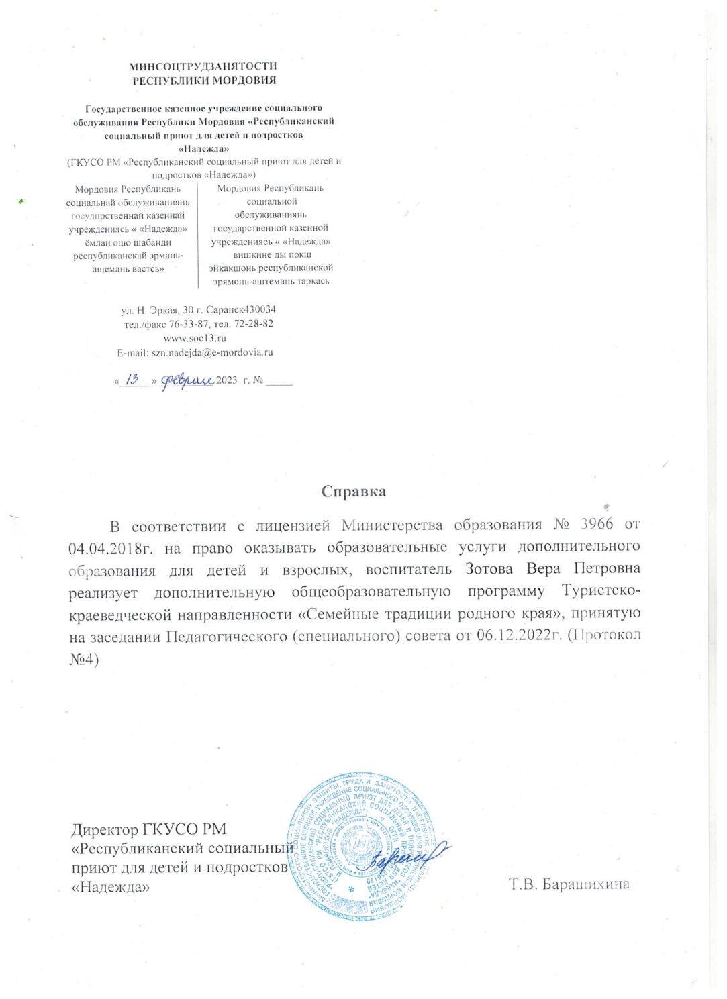 МИНСОЦТРУДЗАНЯТОСТИ
РЕСПУБЛИКИ МОРДОВИЯ
Государственное казенное учреждение социального
обслуживания Республики Мордовия «Республиканский
социальный приют для детей и подростков
«Надежда»
(ГКУСО РМ «Республиканский социальный приют для детей и
подростков «Надежда»)
Мордовия Республикань
социальнай обслуживаниянь
госудпрственнай казеннай
учреждениясь « «Надежда»
ёмлаи оцю шабанди
республиканскай эрмань-
ащемань вастсь»
Мордовия Республикань
социальной
обслуживаниянь
государственной казенной
учреждениясь « «Надежда»
вишкине ды покш
эйкакшонь республиканской
эрямонь-аштемань таркась
ул. Н. Эркая, 30 г. Саранск430034
тел./факс 76-33-87, тел. 72-28-82
www.soc13.ru
E-mail: szn.nadejda@e-mordovia.ru
« 13 » февраля 2023 г. № _____
Справка
В соответствии с лицензией Министерства образования № 3966 от
04.04.2018г. на право оказывать образовательные услуги дополнительного
образования для детей и взрослых, воспитатель Зотова Вера Петровна
реализует дополнительную общеобразовательную программу Туристско-
краеведческой направленности «Семейные традиции родного края», принятую
на заседании Педагогического (специального) совета от 06.12.2022г. (Протокол
№4)
Директор ГКУСО РМ
«Республиканский социальный
приют для детей и подростков
«Надежда»
Т.В. Барашихина